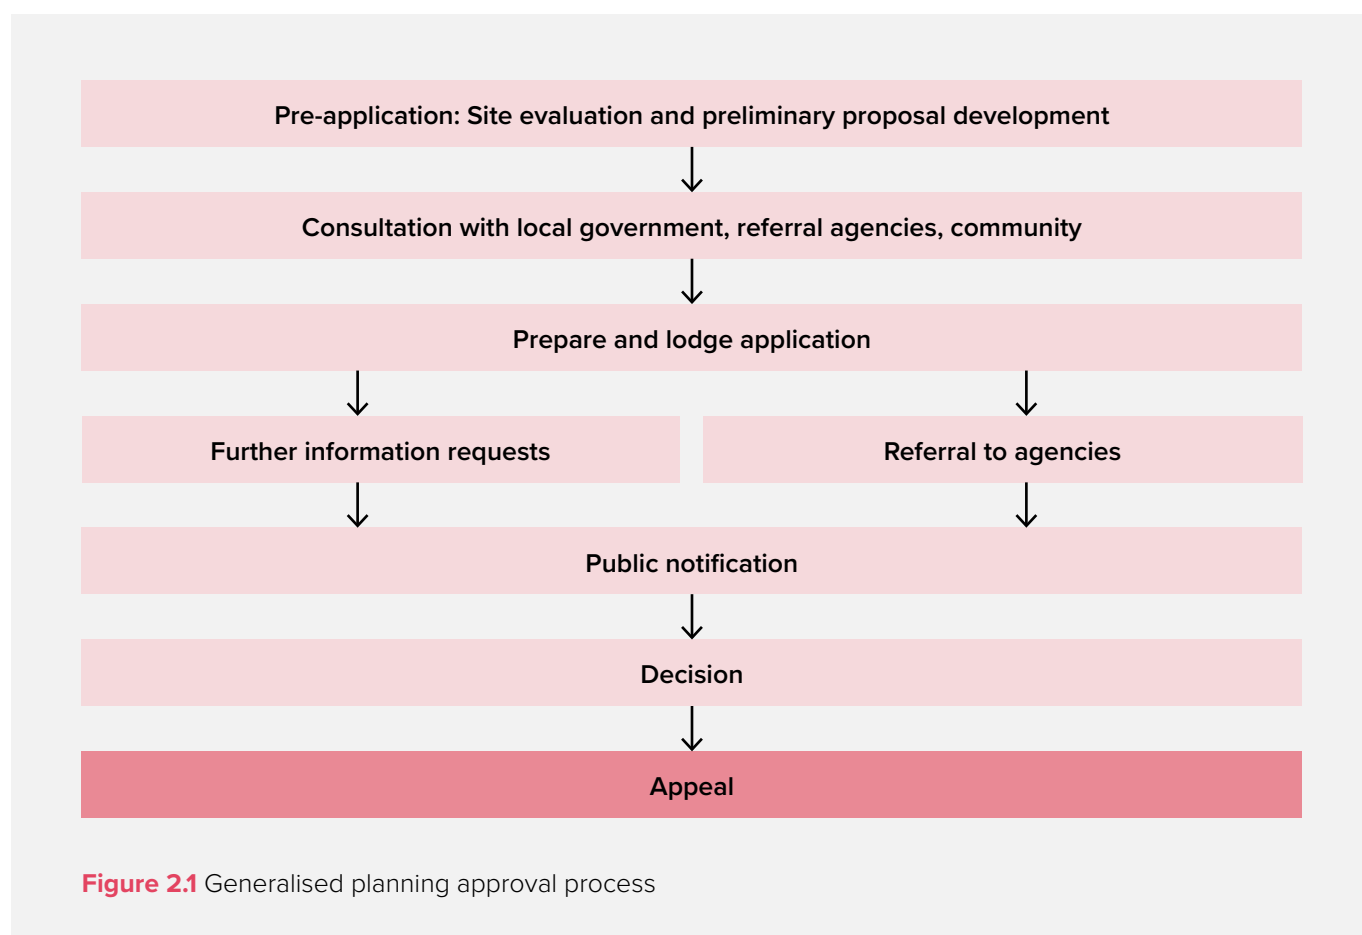 Pre-application: Site evaluation and preliminary proposal development
Consultation with local government, referral agencies, community
Prepare and lodge application
Further information requests
Referral to agencies
Public notification
Decision
Appeal
Figure 2.1 Generalised planning approval process